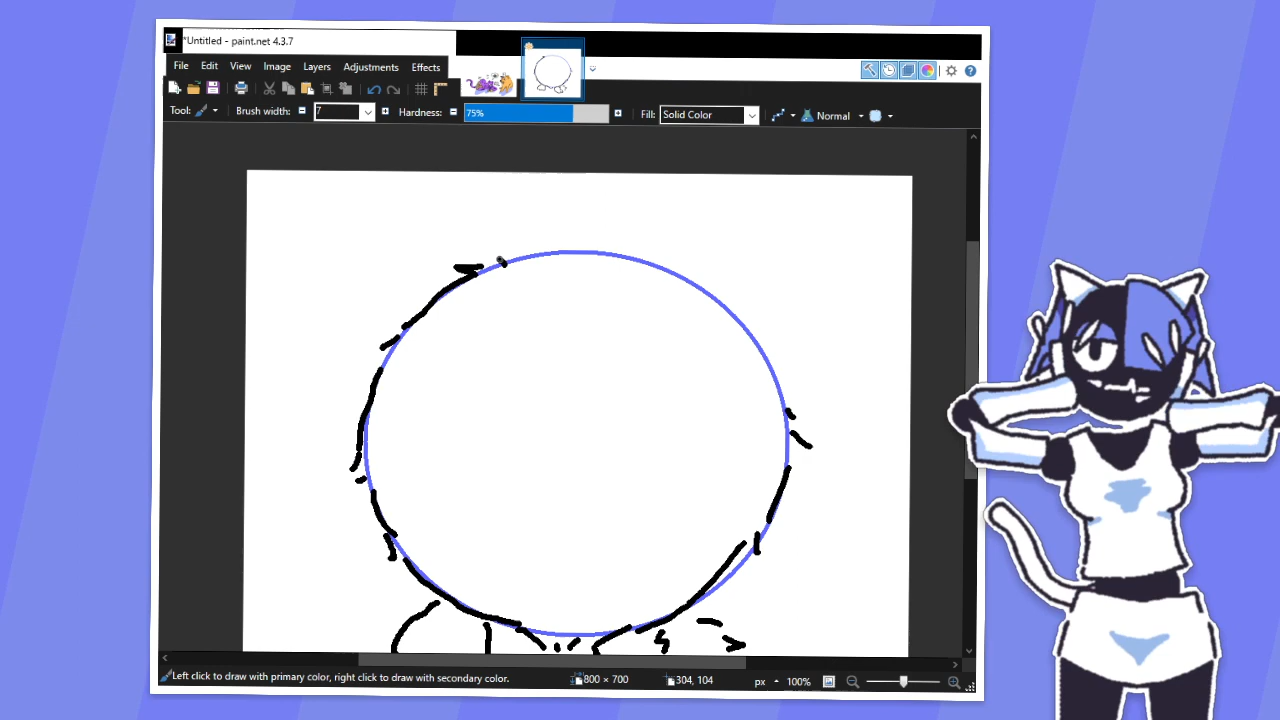 *Untitled - paint.net 4.3.7
File Edit View Image Layers Adjustments Effects
Tool: Brush width: 7 Hardness: 75% Fill: Solid Color Normal
Left click to draw with primary color, right click to draw with secondary color. 800 × 700 304, 104 px 100%